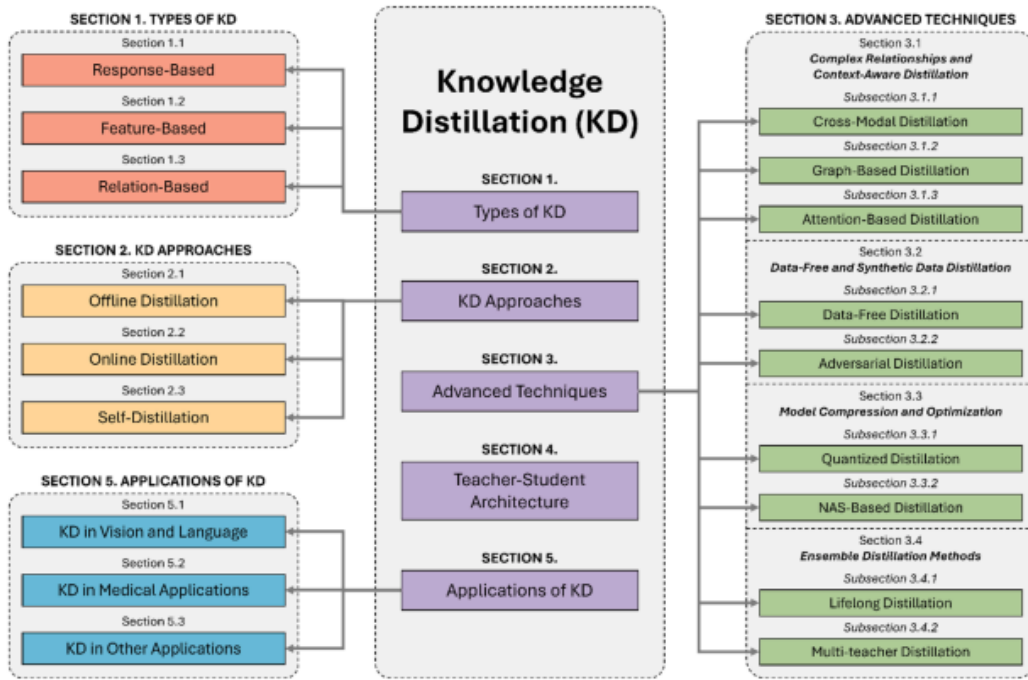 SECTION 1. TYPES OF KD
Section 1.1
Response-Based
Section 1.2
Feature-Based
Section 1.3
Relation-Based
SECTION 2. KD APPROACHES
Section 2.1
Offline Distillation
Section 2.2
Online Distillation
Section 2.3
Self-Distillation
SECTION 5. APPLICATIONS OF KD
Section 5.1
KD in Vision and Language
Section 5.2
KD in Medical Applications
Section 5.3
KD in Other Applications
Knowledge
Distillation (KD)
SECTION 1.
Types of KD
SECTION 2.
KD Approaches
SECTION 3.
Advanced Techniques
SECTION 4.
Teacher-Student
Architecture
SECTION 5.
Applications of KD
SECTION 3. ADVANCED TECHNIQUES
Section 3.1
Complex Relationships and
Context-Aware Distillation
Subsection 3.1.1
Cross-Modal Distillation
Subsection 3.1.2
Graph-Based Distillation
Subsection 3.1.3
Attention-Based Distillation
Section 3.2
Data-Free and Synthetic Data Distillation
Subsection 3.2.1
Data-Free Distillation
Subsection 3.2.2
Adversarial Distillation
Section 3.3
Model Compression and Optimization
Subsection 3.3.1
Quantized Distillation
Subsection 3.3.2
NAS-Based Distillation
Section 3.4
Ensemble Distillation Methods
Subsection 3.4.1
Lifelong Distillation
Subsection 3.4.2
Multi-teacher Distillation